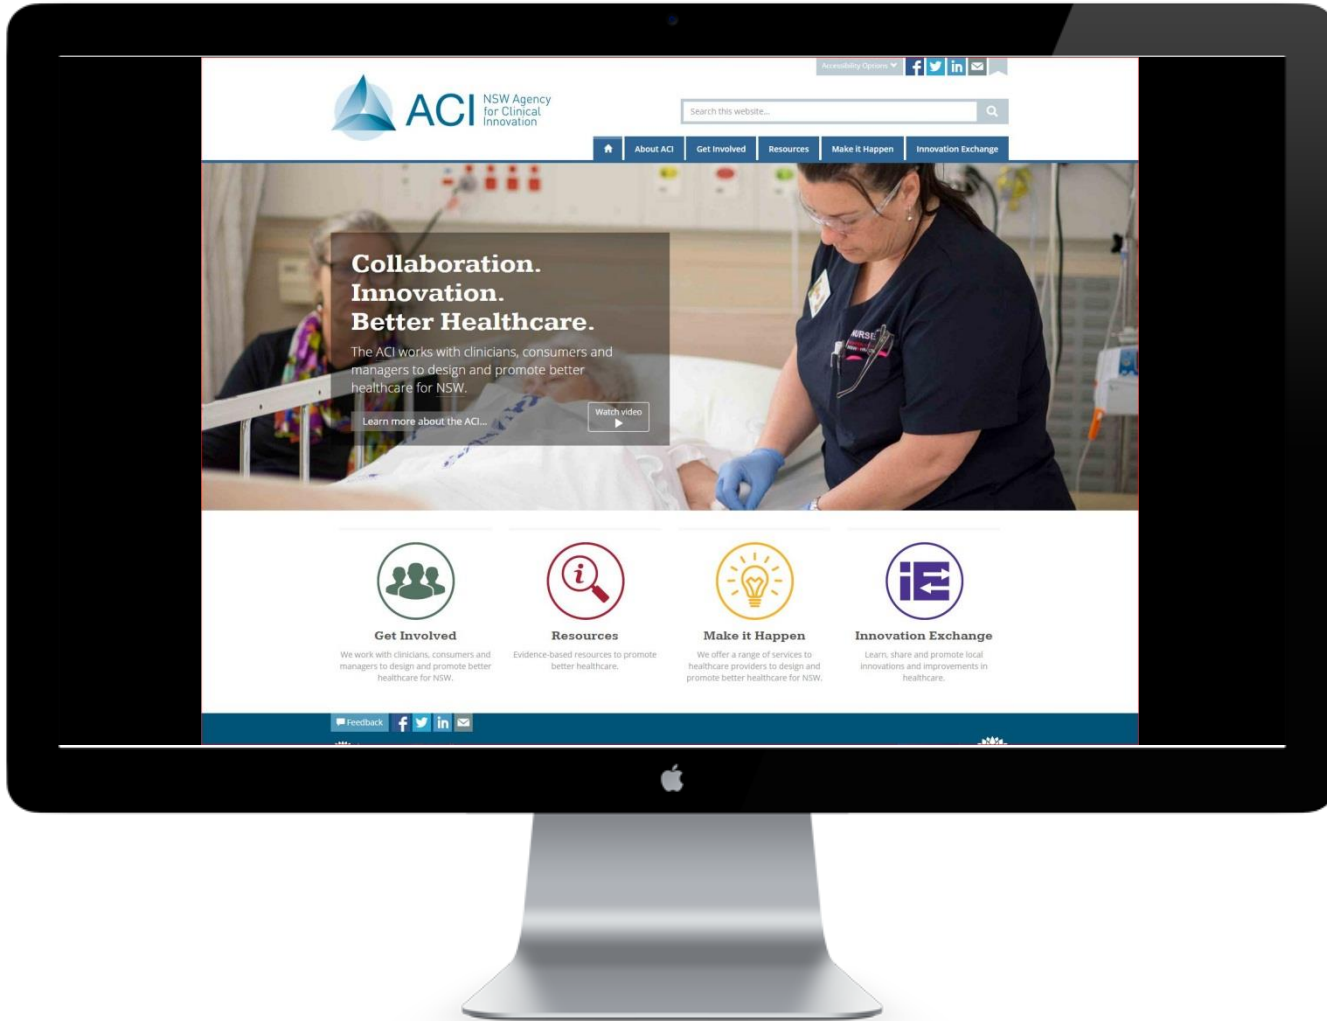 Accessibility Options
ACI NSW Agency
for Clinical
Innovation
Search this website...
About ACI Get Involved Resources Make it Happen Innovation Exchange
Collaboration.
Innovation.
Better Healthcare.
The ACI works with clinicians, consumers and
managers to design and promote better
healthcare for NSW.
Learn more about the ACI...
Watch video
NURSE
Get Involved
We work with clinicians, consumers and
managers to design and promote better
healthcare for NSW.
Resources
Evidence-based resources to promote
better healthcare.
Make it Happen
We offer a range of services to
healthcare providers to design and
promote better healthcare for NSW.
Innovation Exchange
Learn, share and promote local
innovations and improvements in
healthcare.
Feedback